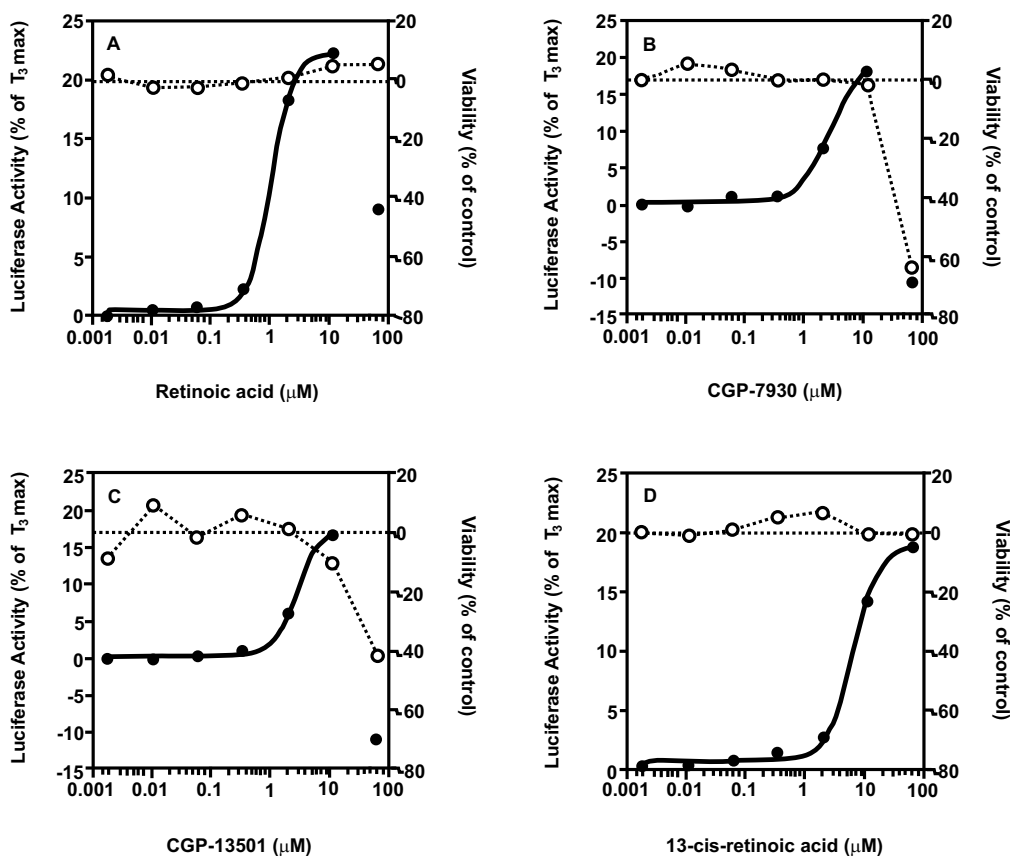 A
Luciferase Activity (% of T3 max)
25
20
15
10
5
0
20
0
-20
-40
-60
-80
Viability (% of control)
0.001 0.01 0.1 1 10 100
Retinoic acid (μM)
B
Luciferase Activity (% of T3 max)
25
20
15
10
5
0
-5
-10
-15
20
0
-20
-40
-60
-80
Viability (% of control)
0.001 0.01 0.1 1 10 100
CGP-7930 (μM)
C
Luciferase Activity (% of T3 max)
25
20
15
10
5
0
-5
-10
-15
20
0
-20
-40
-60
-80
Viability (% of control)
0.001 0.01 0.1 1 10 100
CGP-13501 (μM)
D
Luciferase Activity (% of T3 max)
25
20
15
10
5
0
20
0
-20
-40
-60
-80
Viability (% of control)
0.001 0.01 0.1 1 10 100
13-cis-retinoic acid (μM)